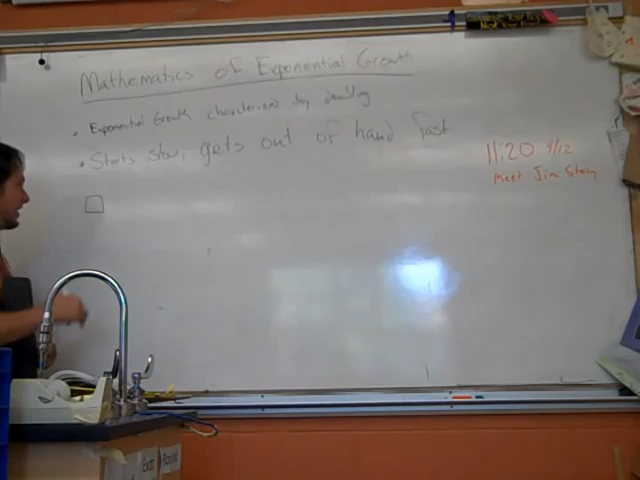 Mathematics of Exponential Growth
• Exponential Growth characterized by doubling
• Starts slow, gets out of hand fast
11:20 9/12
Meet Jim